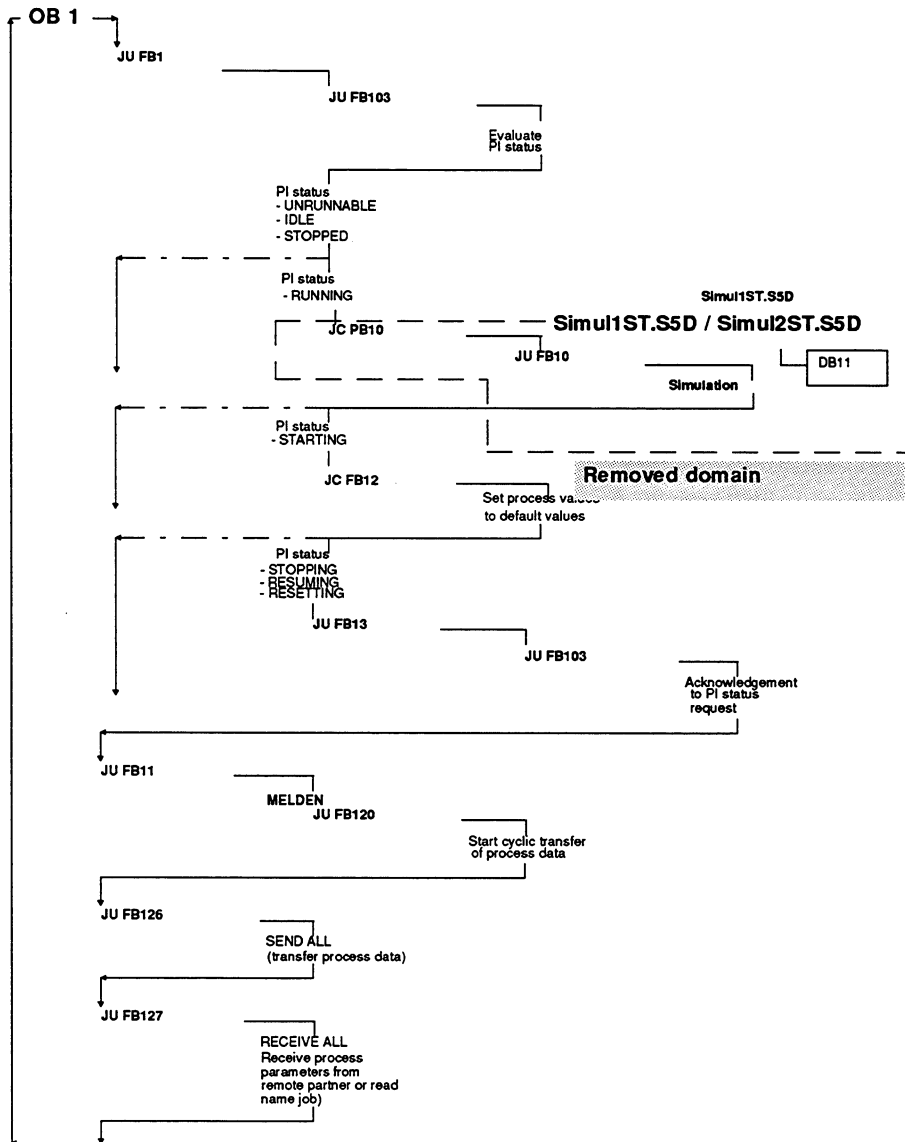 OB 1
JU FB1
JU FB103
Evaluate
PI status
PI status
- UNRUNNABLE
- IDLE
- STOPPED
PI status
- RUNNING
Simul1ST.S5D
JC PB10
Simul1ST.S5D / Simul2ST.S5D
JU FB10
DB11
Simulation
PI status
- STARTING
JC FB12
Removed domain
Set process values
to default values
PI status
- STOPPING
- RESUMING
- RESETTING
JU FB13
JU FB103
Acknowledgement
to PI status
request
JU FB11
MELDEN
JU FB120
Start cyclic transfer
of process data
JU FB126
SEND ALL
(transfer process data)
JU FB127
RECEIVE ALL
Receive process
parameters from
remote partner or read
name job)